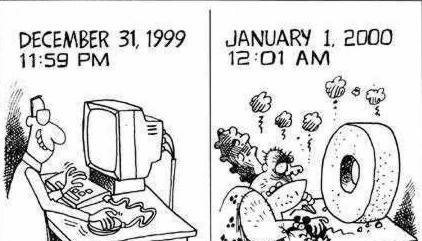 DECEMBER 31, 1999
11:59 PM
JANUARY 1, 2000
12:01 AM